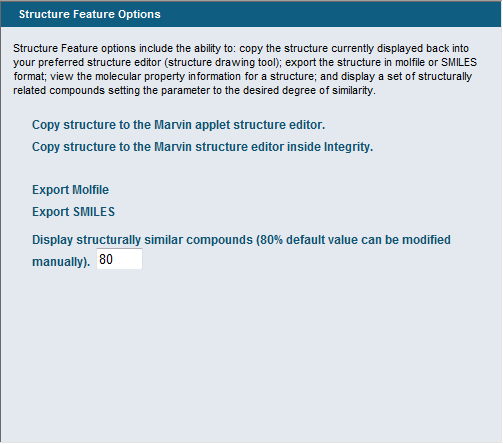 Structure Feature Options
Structure Feature options include the ability to: copy the structure currently displayed back into
your preferred structure editor (structure drawing tool); export the structure in molfile or SMILES
format; view the molecular property information for a structure; and display a set of structurally
related compounds setting the parameter to the desired degree of similarity.
Copy structure to the Marvin applet structure editor.
Copy structure to the Marvin structure editor inside Integrity.
Export Molfile
Export SMILES
Display structurally similar compounds (80% default value can be modified
manually). 80